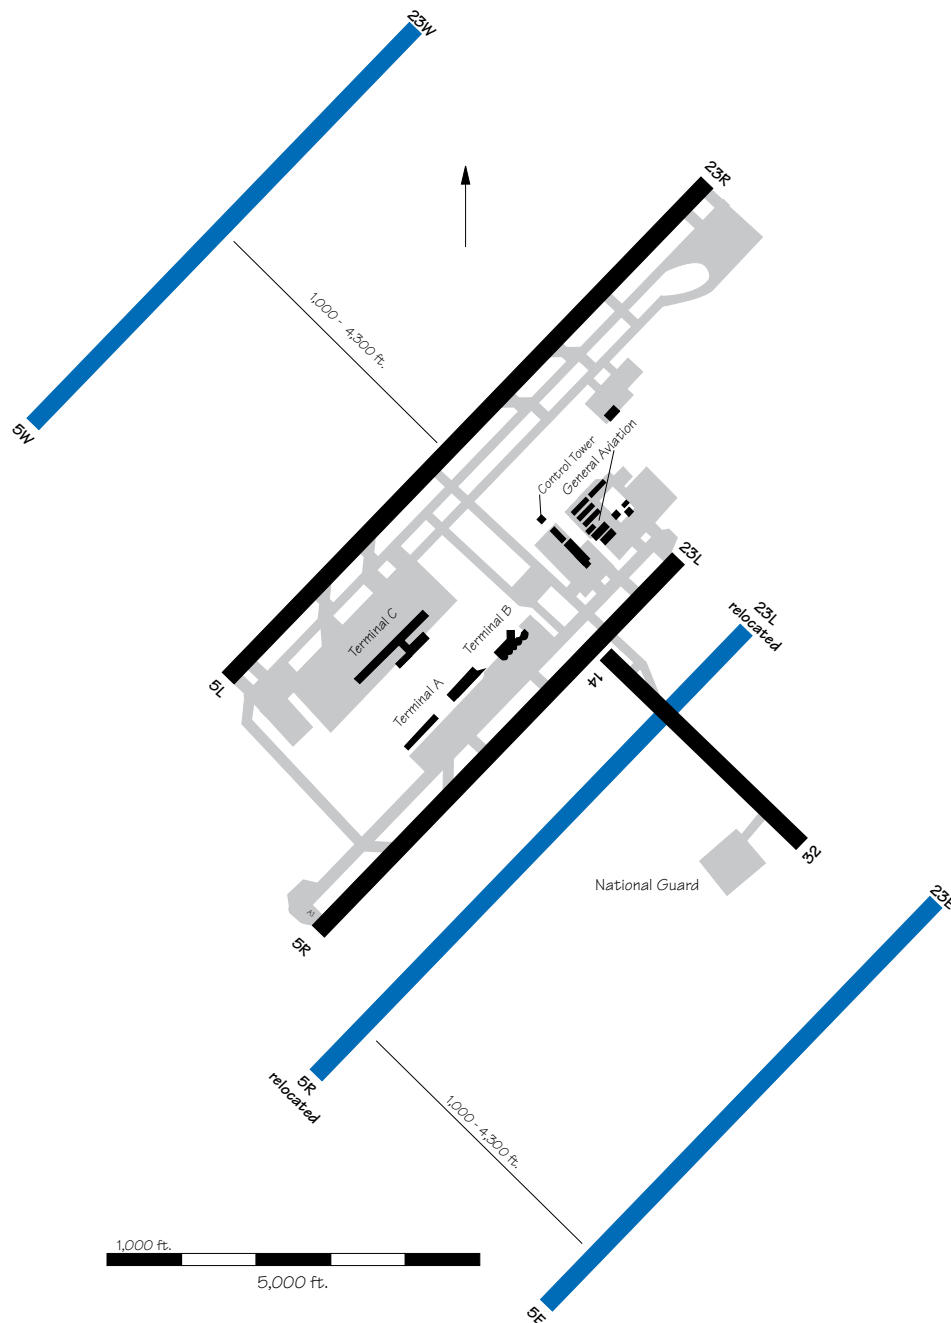 23W
23R
1,000 - 4,300 ft.
5W
Control Tower
General Aviation
23L
23L
relocated
Terminal C
Terminal B
14
5L
Terminal A
32
National Guard
23E
A3
5R
5R
relocated
1,000 - 4,300 ft.
1,000 ft.
5,000 ft.
5E